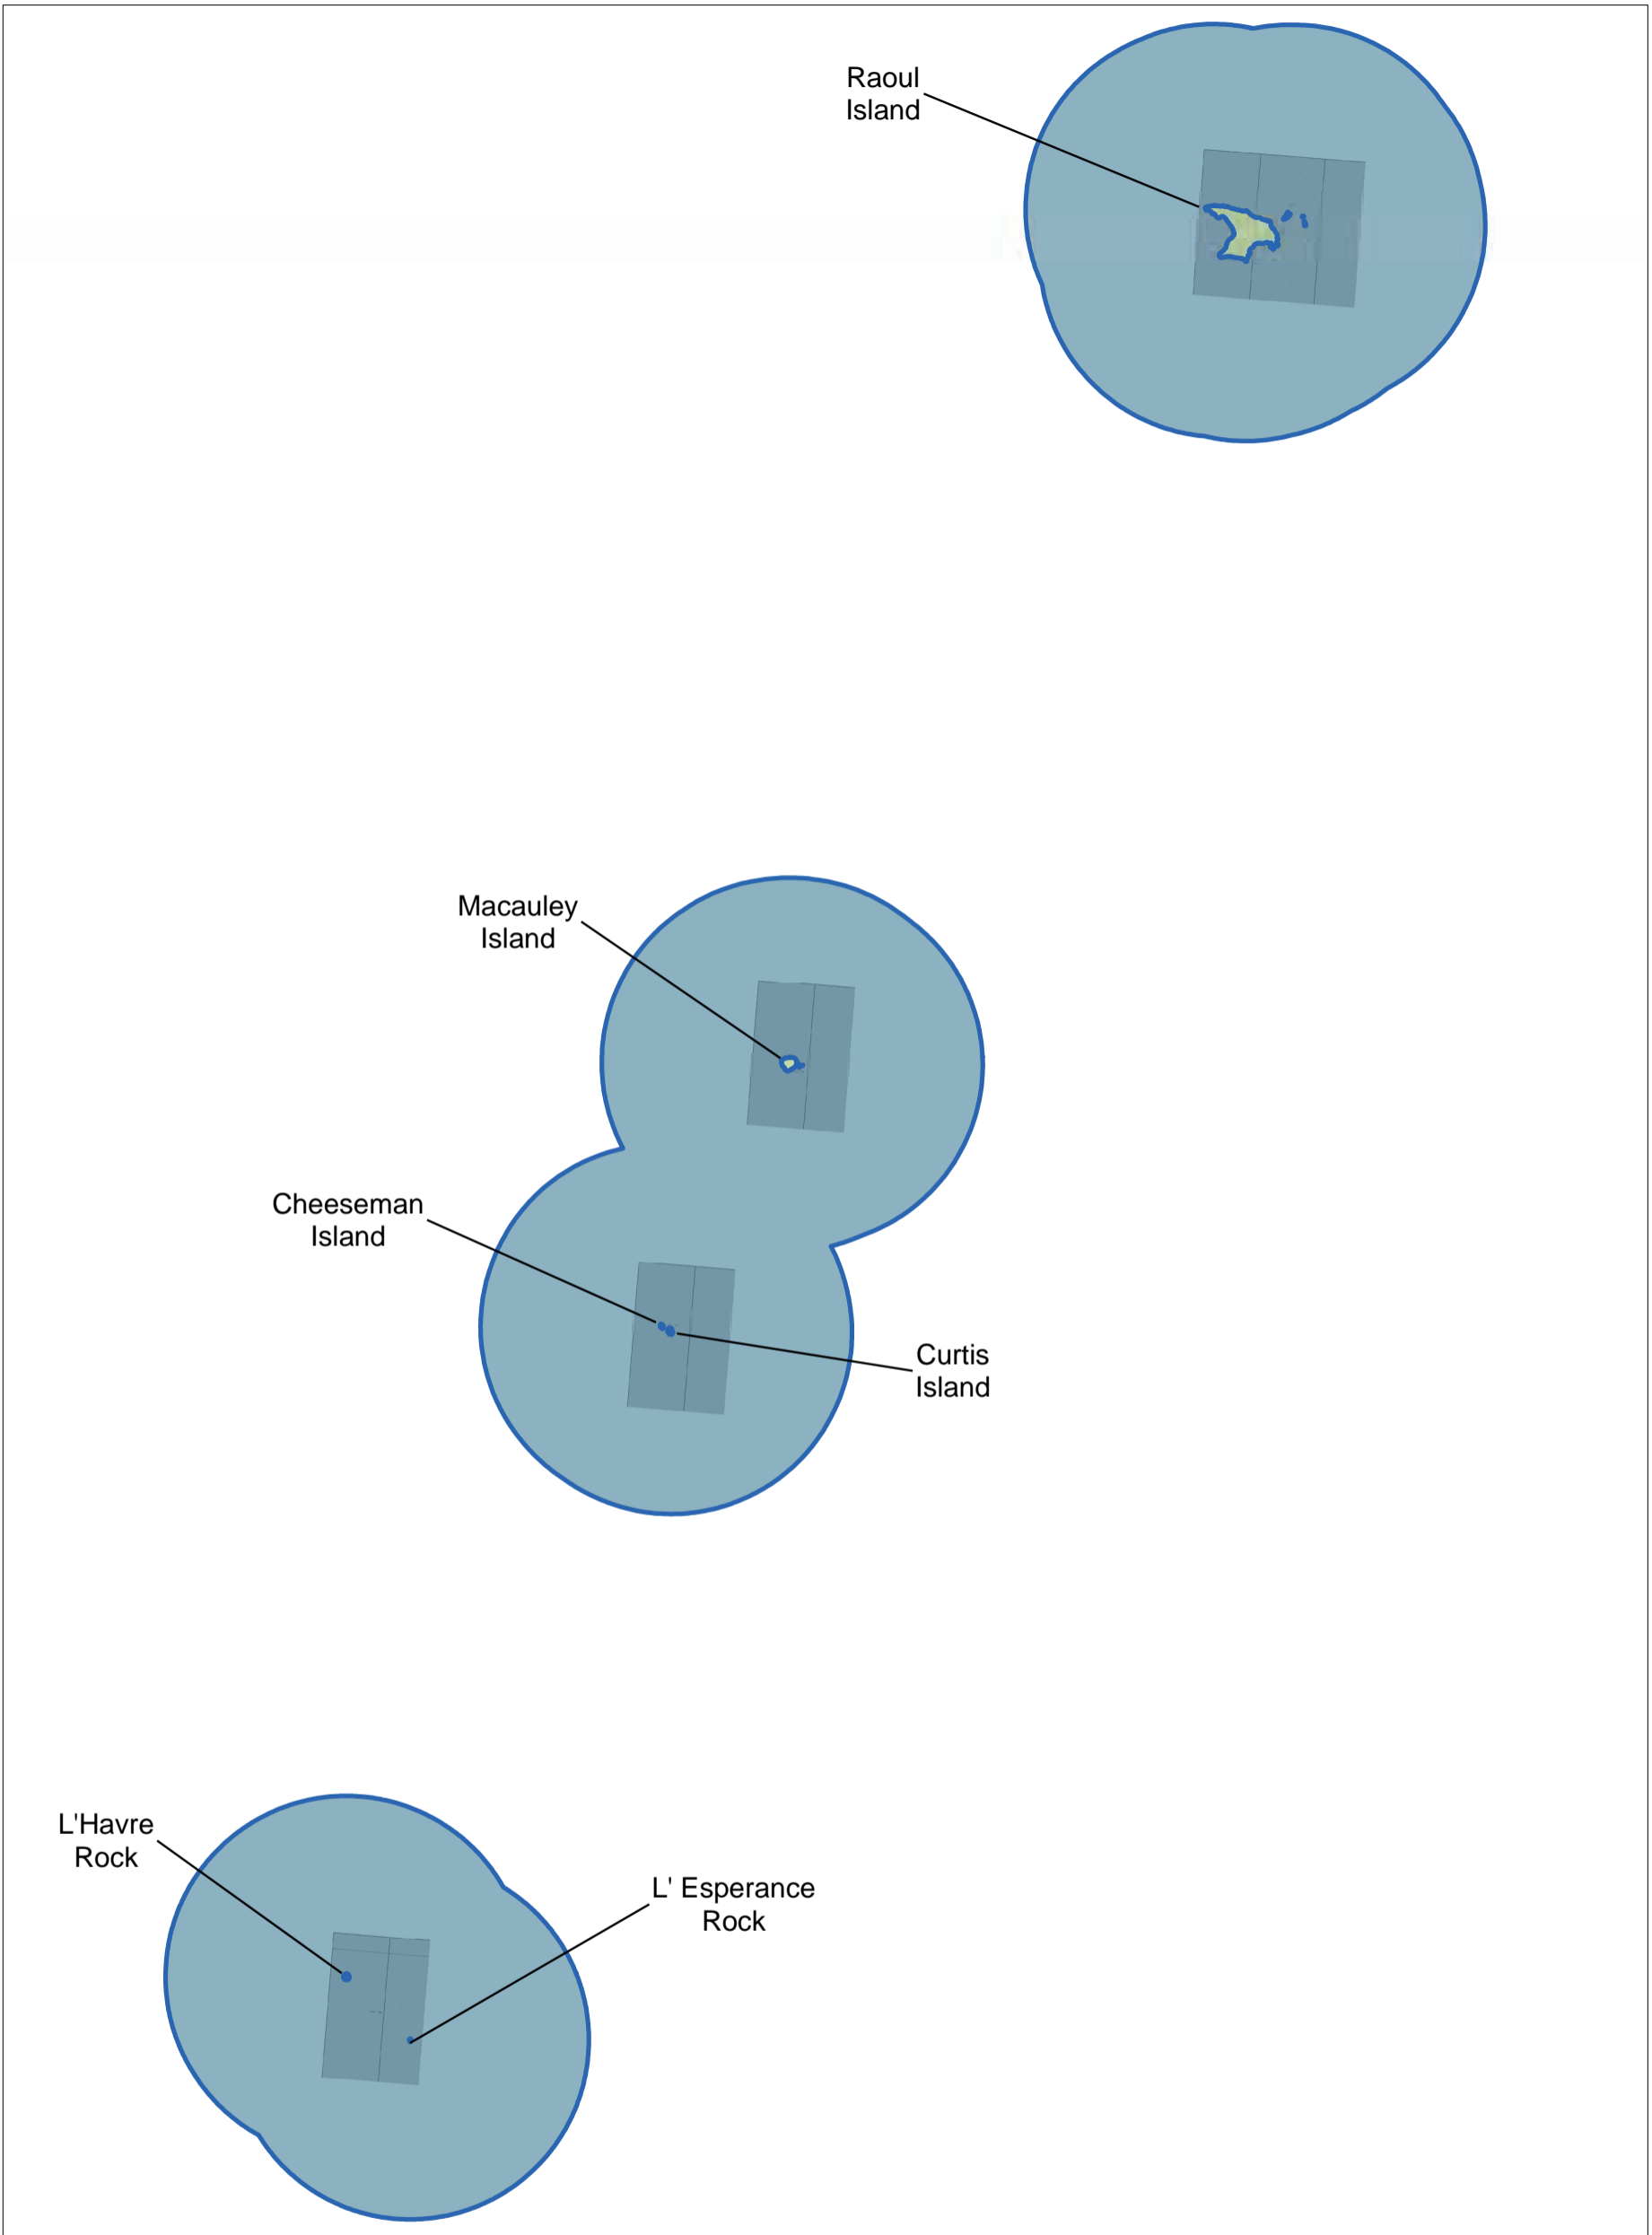 Raoul
Island
Macauley
Island
Cheeseman
Island
Curtis
Island
L'Havre
Rock
L' Esperance
Rock